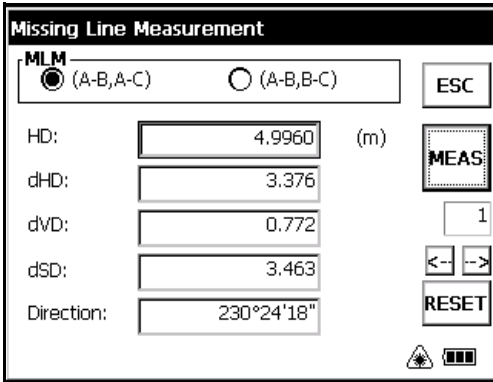 Missing Line Measurement
MLM
(A-B,A-C) (A-B,B-C)
ESC
HD: 4.9960 (m)
MEAS
dHD: 3.376
dVD: 0.772
1
dSD: 3.463
<-- -->
Direction: 230°24'18"
RESET